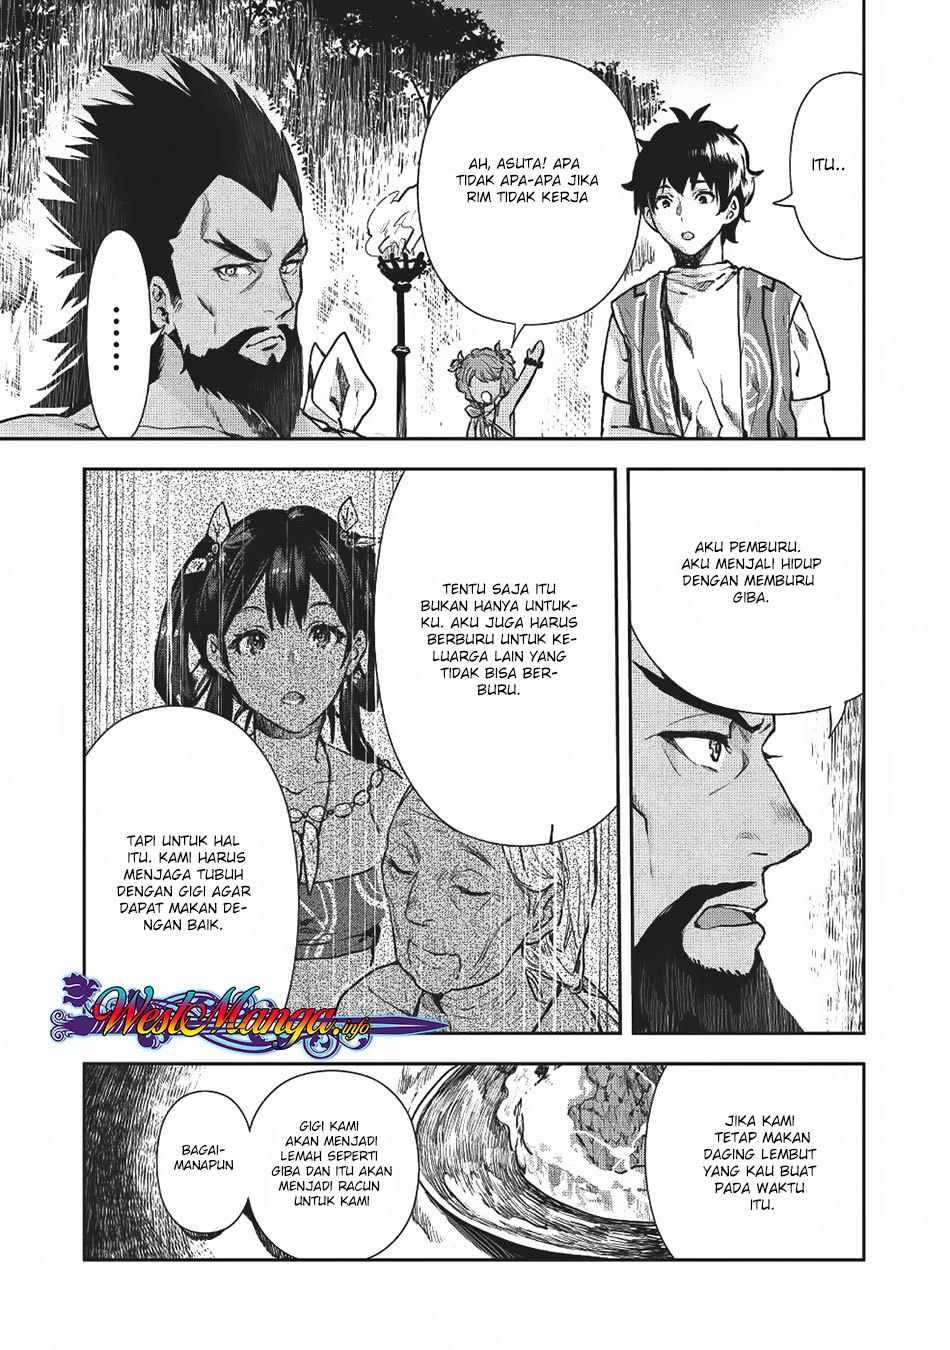 ITU..
AH, ASUTA! APA
TIDAK APA-APA JIKA
RIM TIDAK KERJA
......
AKU PEMBURU.
AKU MENJALI HIDUP
DENGAN MEMBURU
GIBA.
TENTU SAJA ITU
BUKAN HANYA UNTUK-
KU. AKU JUGA HARUS
BERBURU UNTUK KE-
LUARGA LAIN YANG
TIDAK BISA BER-
BURU.
TAPI UNTUK HAL
ITU. KAMI HARUS
MENJAGA TUBUH
DENGAN GIGI AGAR
DAPAT MAKAN DE-
NGAN BAIK.
WestManga.info
JIKA KAMI
TETAP MAKAN
DAGING LEMBUT
YANG KAU BUAT
PADA WAKTU
ITU.
GIGI KAMI
AKAN MENJADI
LEMAH SEPERTI
GIBA DAN ITU AKAN
MENJADI RACUN
UNTUK KAMI
BAGAI-
MANAPUN